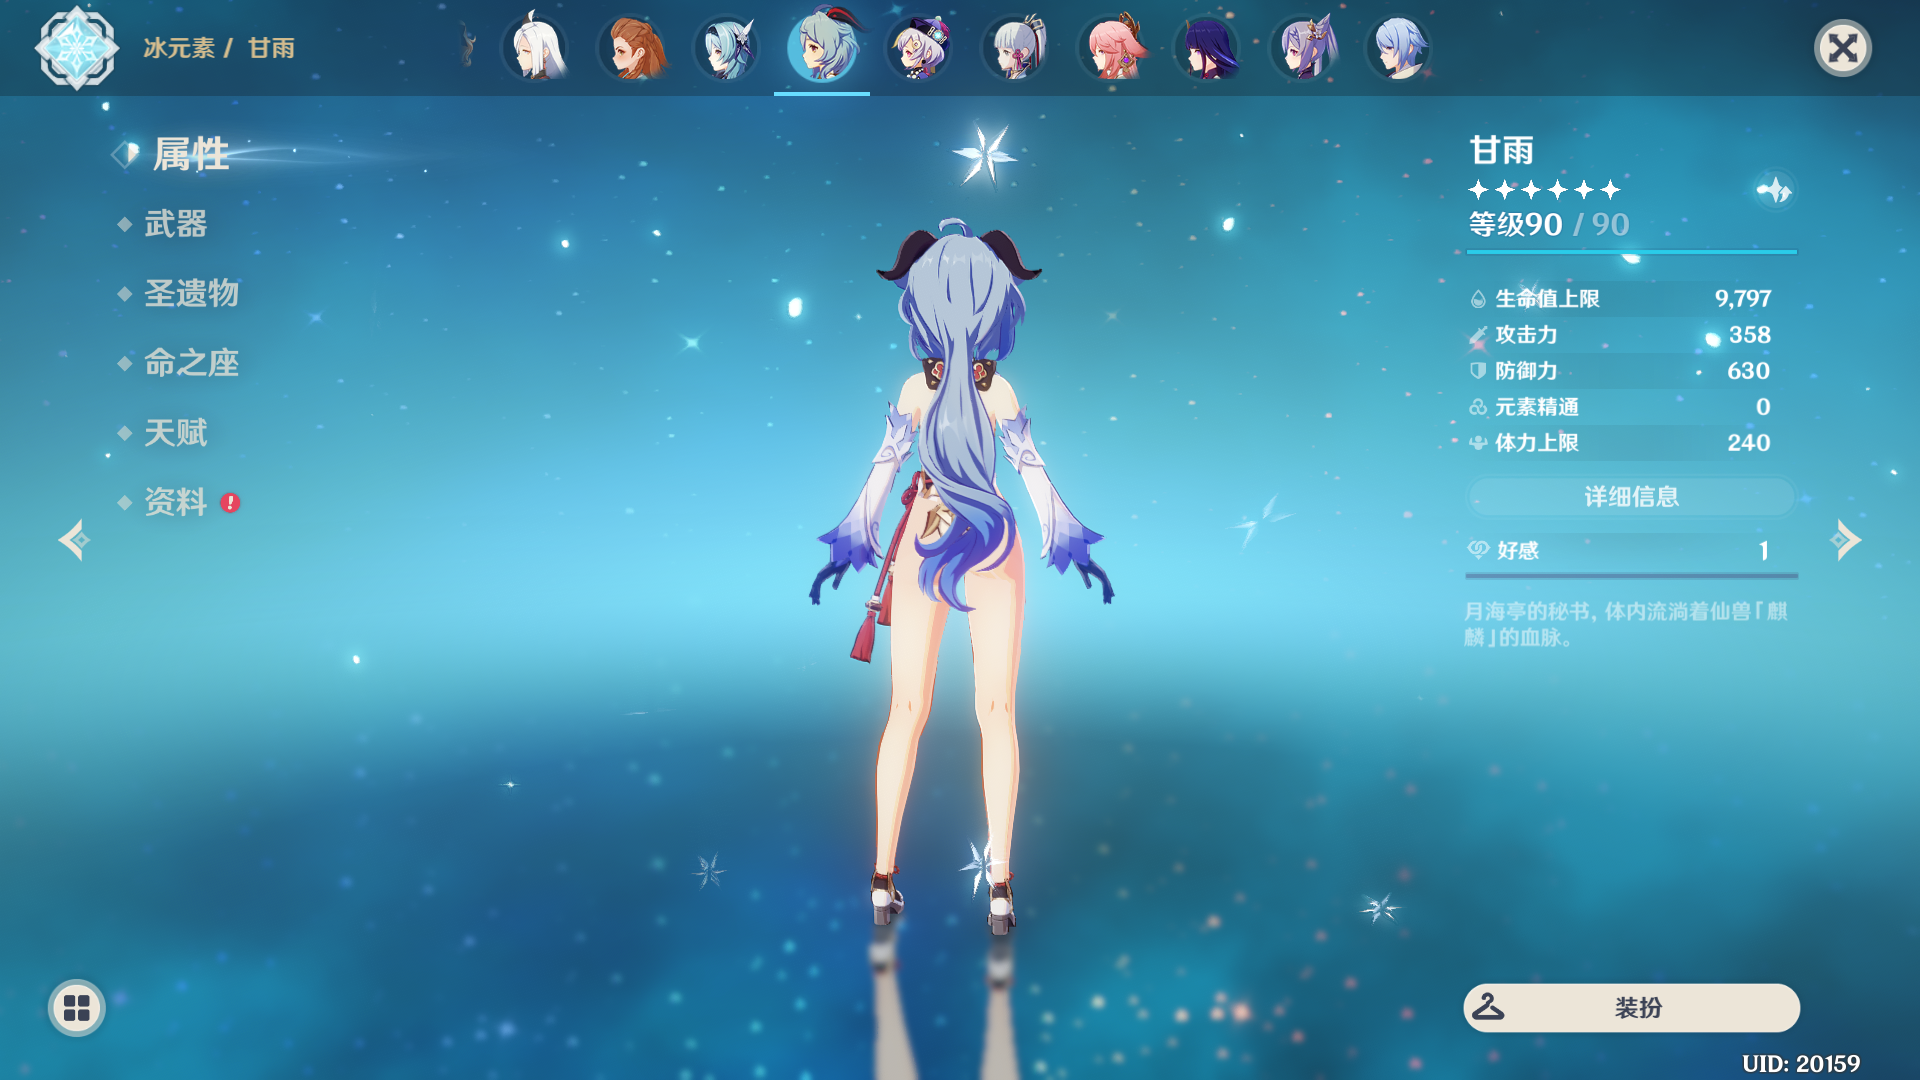 冰元素 / 甘雨
属性
武器
圣遗物
命之座
天赋
资料
甘雨
等级90 / 90
生命值上限 9,797
攻击力 358
防御力 630
元素精通 0
体力上限 240
详细信息
好感 1
月海亭的秘书，体内流淌着仙兽「麒
麟」的血脉。
装扮
UID: 20159